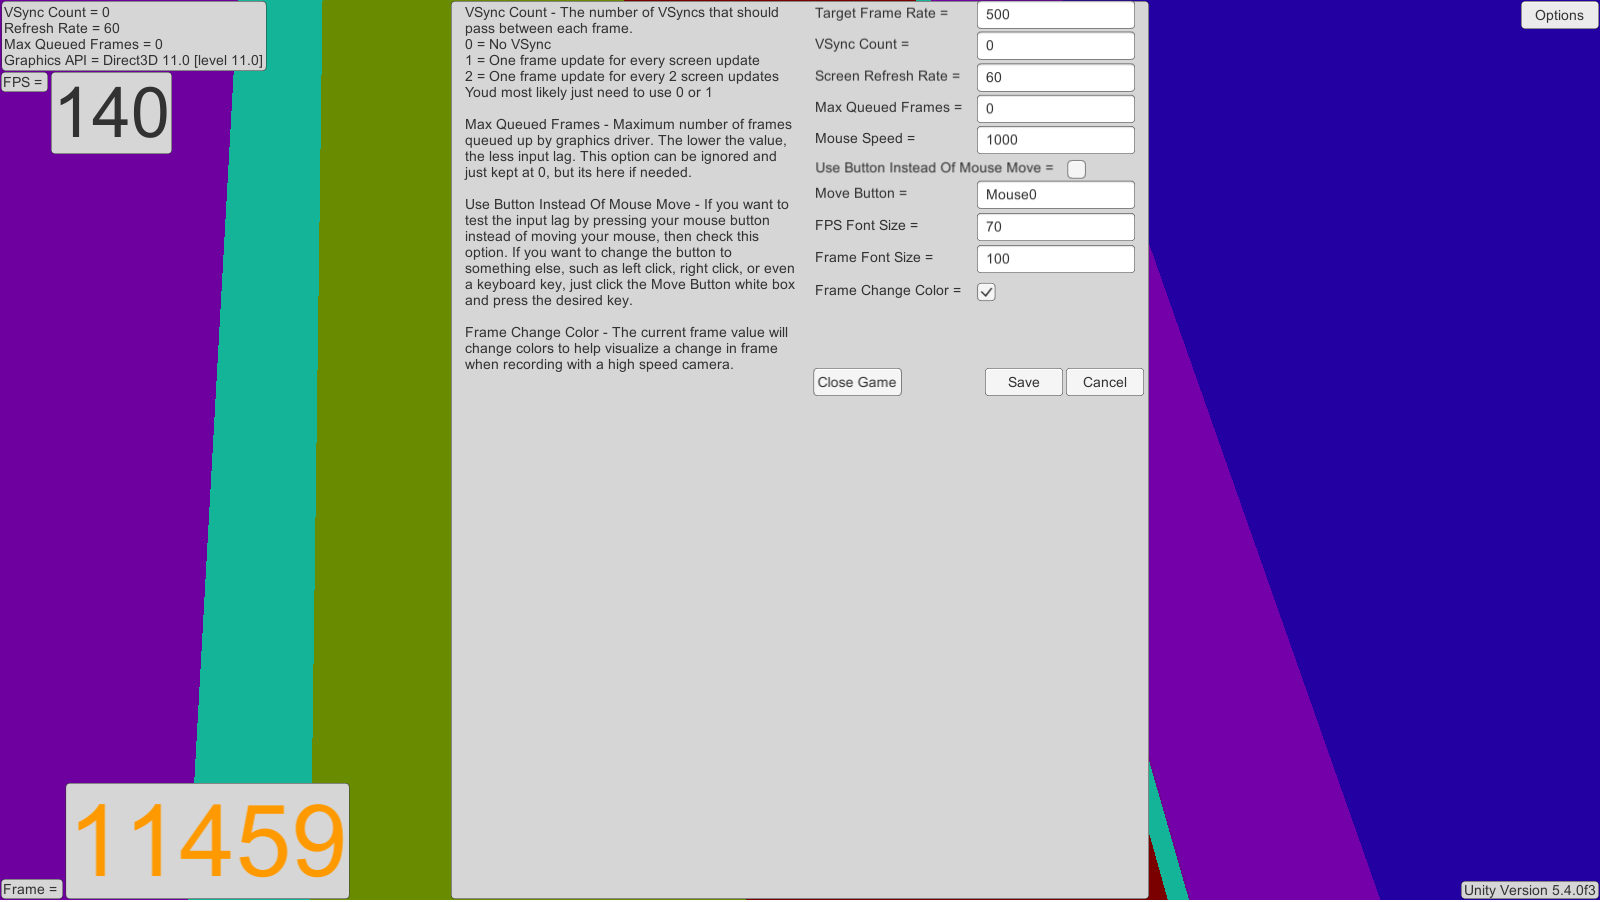 VSync Count = 0
Refresh Rate = 60
Max Queued Frames = 0
Graphics API = Direct3D 11.0 [level 11.0]
FPS =
140
VSync Count - The number of VSyncs that should
pass between each frame.
0 = No VSync
1 = One frame update for every screen update
2 = One frame update for every 2 screen updates
Youd most likely just need to use 0 or 1
Max Queued Frames - Maximum number of frames
queued up by graphics driver. The lower the value,
the less input lag. This option can be ignored and
just kept at 0, but its here if needed.
Use Button Instead Of Mouse Move - If you want to
test the input lag by pressing your mouse button
instead of moving your mouse, then check this
option. If you want to change the button to
something else, such as left click, right click, or even
a keyboard key, just click the Move Button white box
and press the desired key.
Frame Change Color - The current frame value will
change colors to help visualize a change in frame
when recording with a high speed camera.
Target Frame Rate = 500
VSync Count = 0
Screen Refresh Rate = 60
Max Queued Frames = 0
Mouse Speed = 1000
Use Button Instead Of Mouse Move =
Move Button = Mouse0
FPS Font Size = 70
Frame Font Size = 100
Frame Change Color =
Close Game Save Cancel
Options
Frame =
11459
Unity Version 5.4.0f3